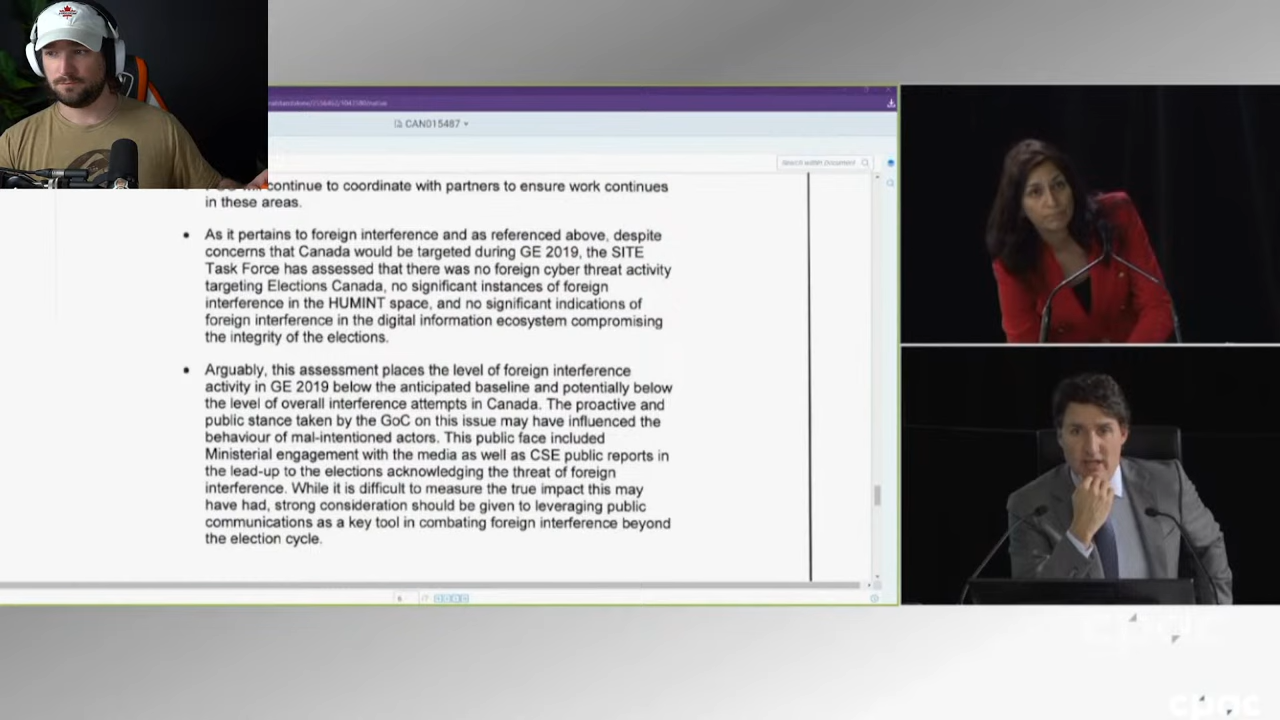 CAN015487
Search within Document
continue to coordinate with partners to ensure work continues
in these areas.
• As it pertains to foreign interference and as referenced above, despite
concerns that Canada would be targeted during GE 2019, the SITE
Task Force has assessed that there was no foreign cyber threat activity
targeting Elections Canada, no significant instances of foreign
interference in the HUMINT space, and no significant indications of
foreign interference in the digital information ecosystem compromising
the integrity of the elections.
• Arguably, this assessment places the level of foreign interference
activity in GE 2019 below the anticipated baseline and potentially below
the level of overall interference attempts in Canada. The proactive and
public stance taken by the GoC on this issue may have influenced the
behaviour of mal-intentioned actors. This public face included
Ministerial engagement with the media as well as CSE public reports in
the lead-up to the elections acknowledging the threat of foreign
interference. While it is difficult to measure the true impact this may
have had, strong consideration should be given to leveraging public
communications as a key tool in combating foreign interference beyond
the election cycle.
6
cpac